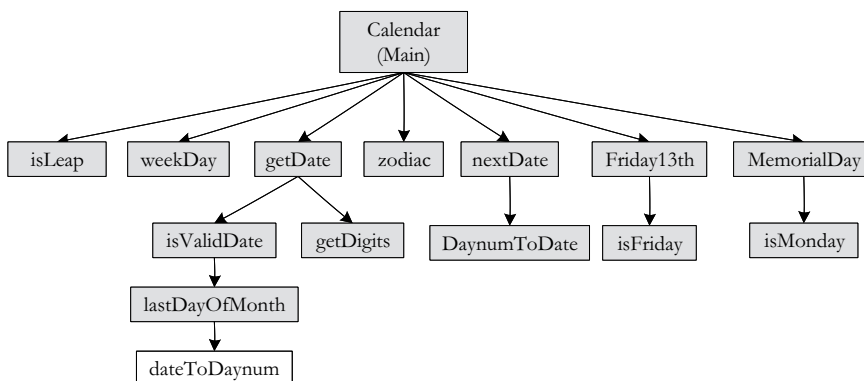 Calendar
(Main)
isLeap
weekDay
getDate
zodiac
nextDate
Friday13th
MemorialDay
isValidDate
getDigits
DaynumToDate
isFriday
isMonday
lastDayOfMonth
dateToDaynum